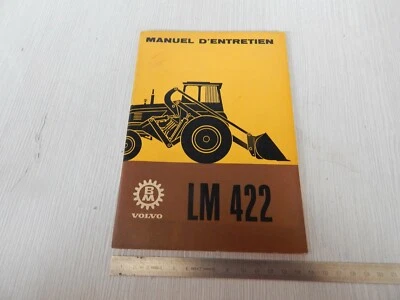 MANUEL D'ENTRETIEN
BM
VOLVO
LM 422